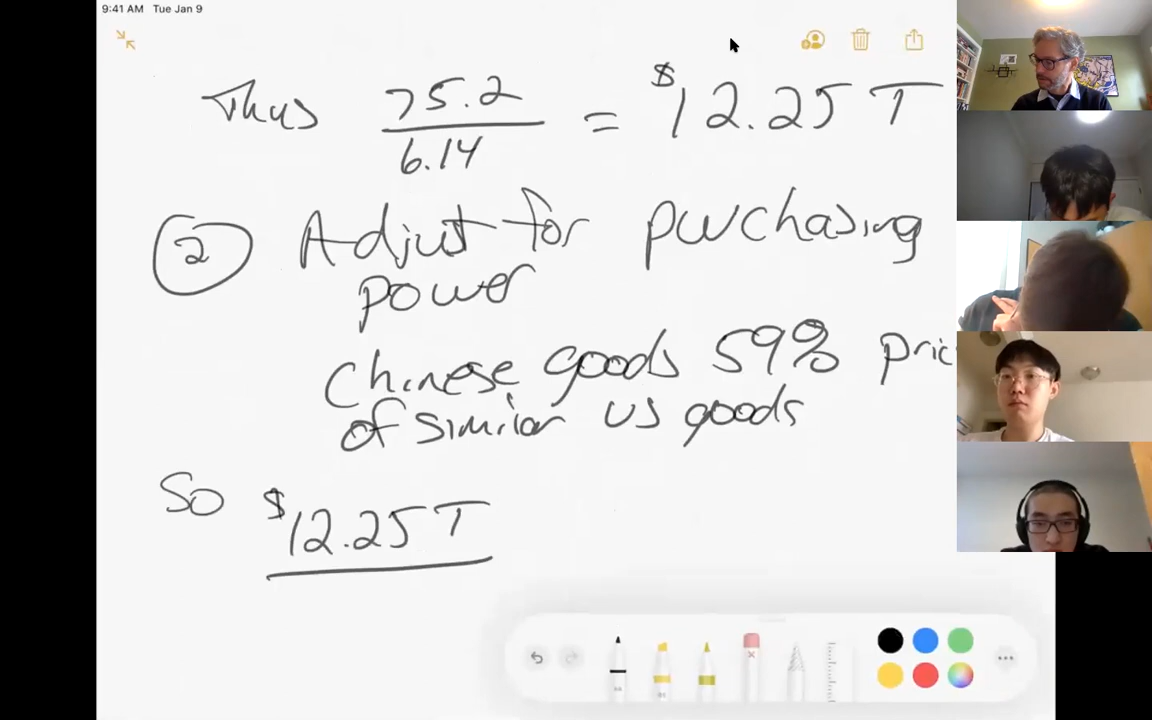 9:41 AM Tue Jan 9
Thus 75.2 / 6.14 = $12.25 T
② Adjust for purchasing
power
Chinese goods 59% pric
of similar US goods
So $12.25 T